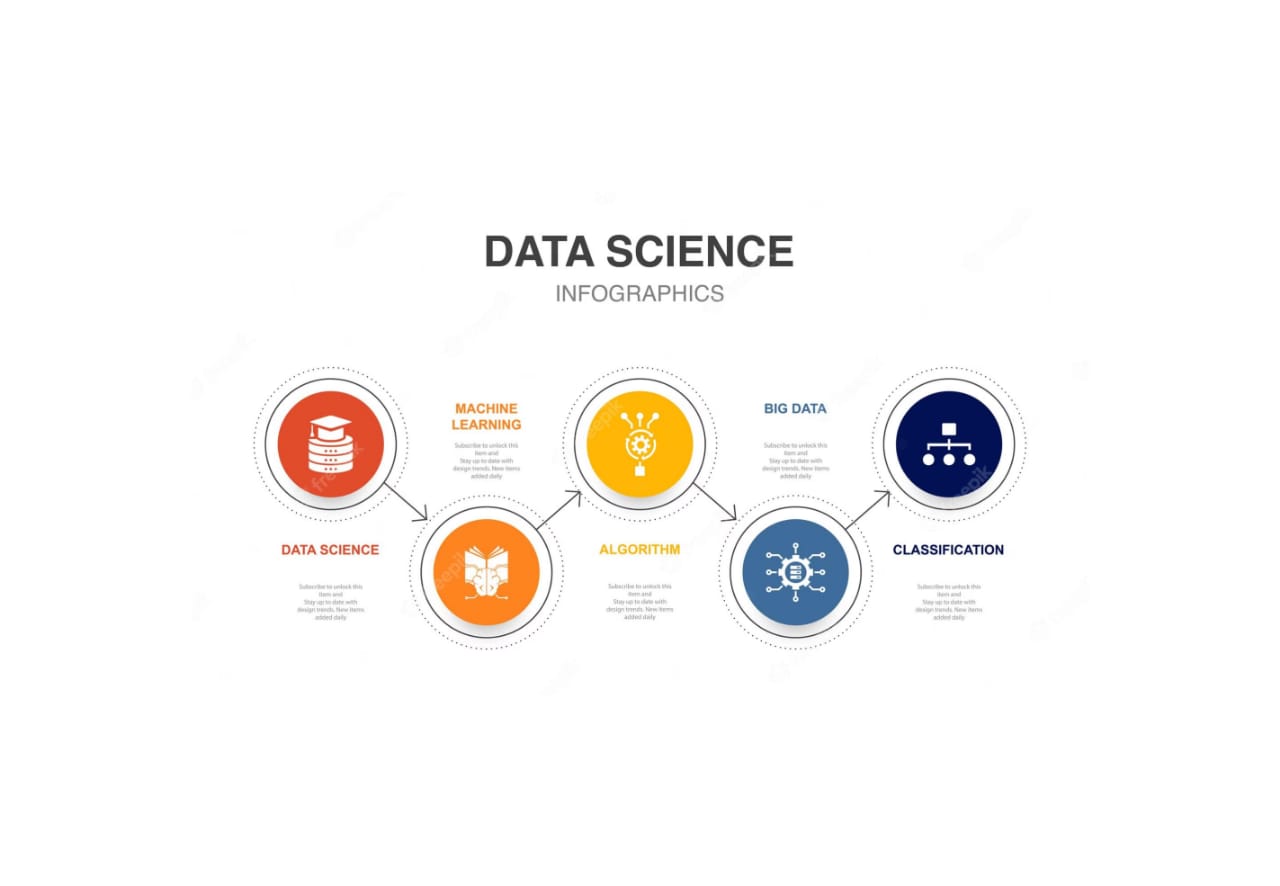 DATA SCIENCE
INFOGRAPHICS
DATA SCIENCE
Subscribe to unlock this
item and
Stay up to date with
design trends. New items
added daily
MACHINE
LEARNING
Subscribe to unlock this
item and
Stay up to date with
design trends. New items
added daily
ALGORITHM
Subscribe to unlock this
item and
Stay up to date with
design trends. New items
added daily
BIG DATA
Subscribe to unlock this
item and
Stay up to date with
design trends. New items
added daily
CLASSIFICATION
Subscribe to unlock this
item and
Stay up to date with
design trends. New items
added daily